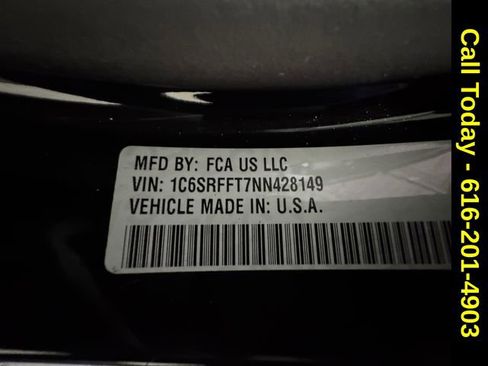 MFD BY: FCA US LLC
VIN: 1C6SRFFT7NN428149
VEHICLE MADE IN: U.S.A.
Call Today - 616-201-4903